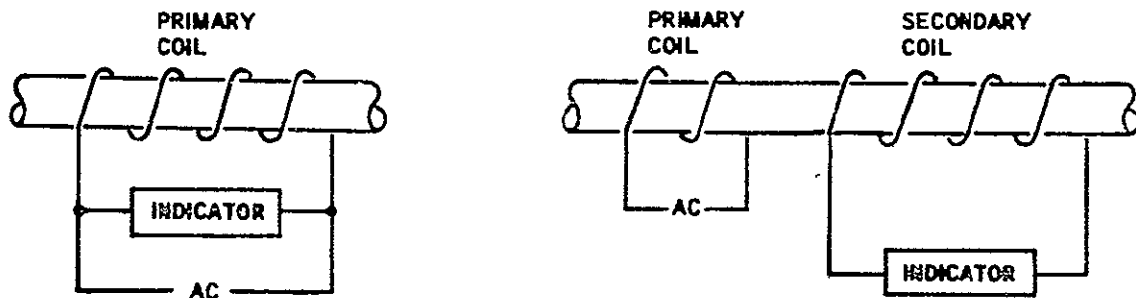 PRIMARY
COIL
INDICATOR
AC
PRIMARY
COIL
SECONDARY
COIL
AC
INDICATOR